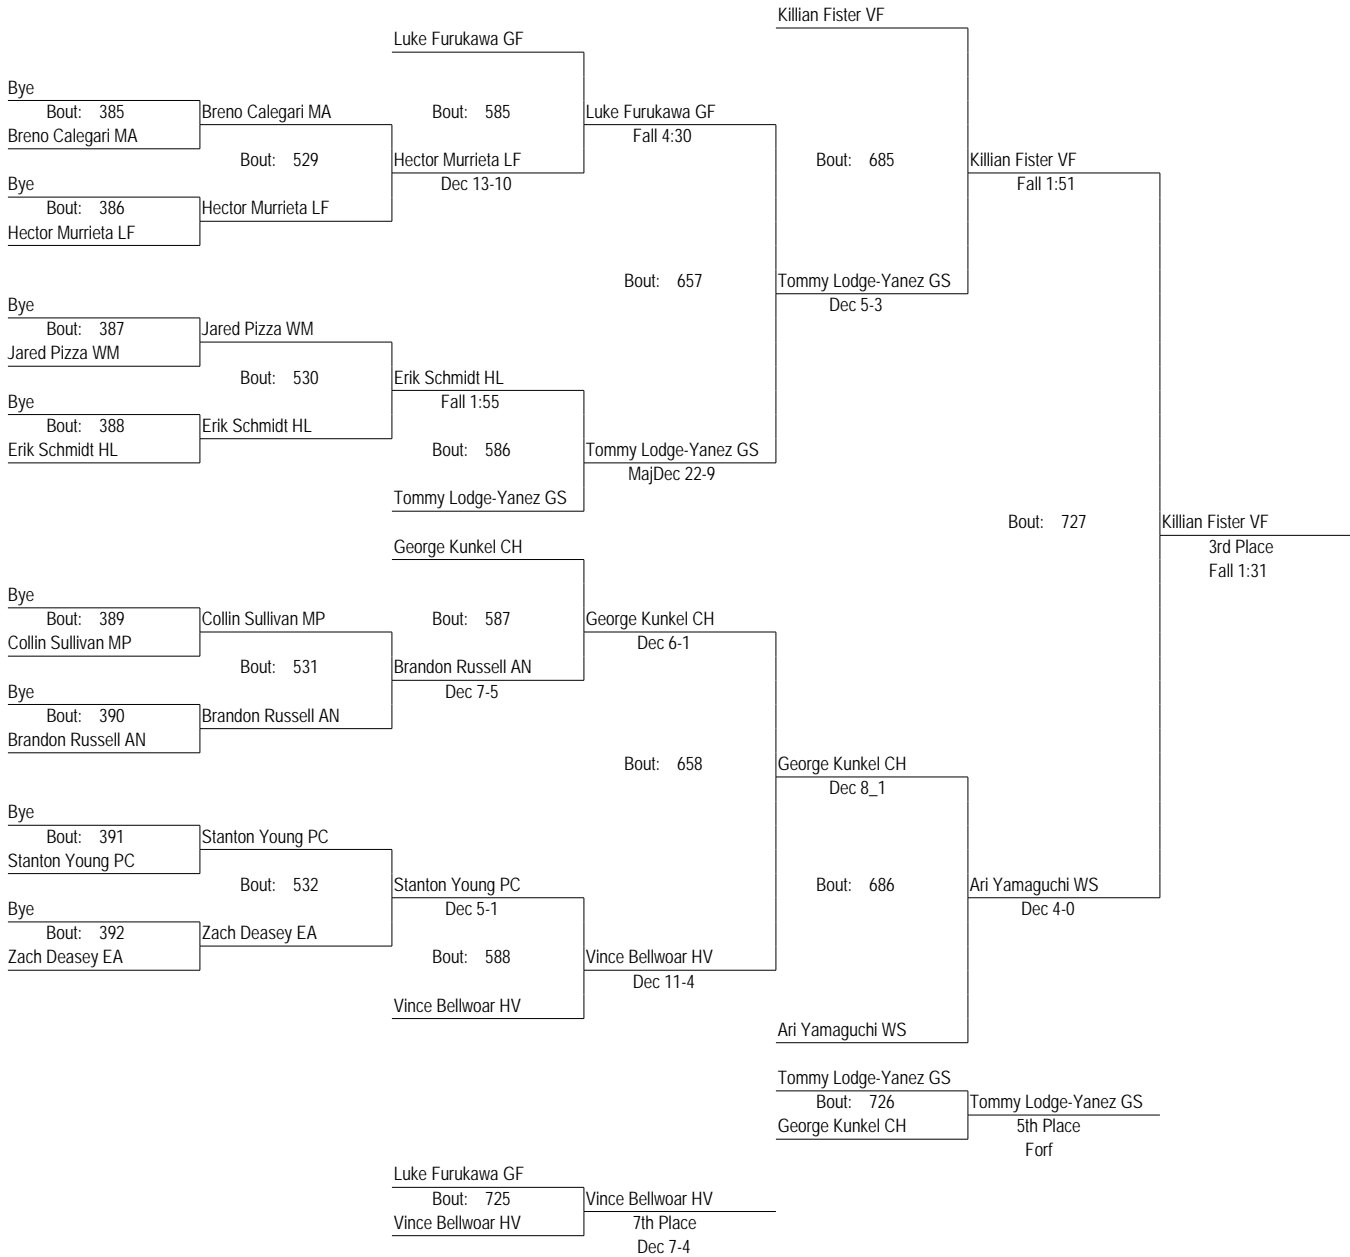 Killian Fister VF
Luke Furukawa GF
Bye
Bout: 385
Breno Calegari MA
Bout: 585
Luke Furukawa GF
Breno Calegari MA
Fall 4:30
Bout: 529
Hector Murrieta LF
Bout: 685
Killian Fister VF
Bye
Dec 13-10
Fall 1:51
Bout: 386
Hector Murrieta LF
Hector Murrieta LF
Bout: 657
Tommy Lodge-Yanez GS
Bye
Dec 5-3
Bout: 387
Jared Pizza WM
Jared Pizza WM
Bout: 530
Erik Schmidt HL
Bye
Fall 1:55
Bout: 388
Erik Schmidt HL
Erik Schmidt HL
Bout: 586
Tommy Lodge-Yanez GS
MajDec 22-9
Tommy Lodge-Yanez GS
Bout: 727
Killian Fister VF
George Kunkel CH
3rd Place
Fall 1:31
Bye
Bout: 389
Collin Sullivan MP
Bout: 587
George Kunkel CH
Collin Sullivan MP
Dec 6-1
Bout: 531
Brandon Russell AN
Bye
Dec 7-5
Bout: 390
Brandon Russell AN
Brandon Russell AN
Bout: 658
George Kunkel CH
Dec 8_1
Bye
Bout: 391
Stanton Young PC
Stanton Young PC
Bout: 532
Stanton Young PC
Bout: 686
Ari Yamaguchi WS
Bye
Dec 5-1
Dec 4-0
Bout: 392
Zach Deasey EA
Zach Deasey EA
Bout: 588
Vince Bellwoar HV
Dec 11-4
Vince Bellwoar HV
Ari Yamaguchi WS
Tommy Lodge-Yanez GS
Bout: 726
Tommy Lodge-Yanez GS
George Kunkel CH
5th Place
Forf
Luke Furukawa GF
Bout: 725
Vince Bellwoar HV
Vince Bellwoar HV
7th Place
Dec 7-4